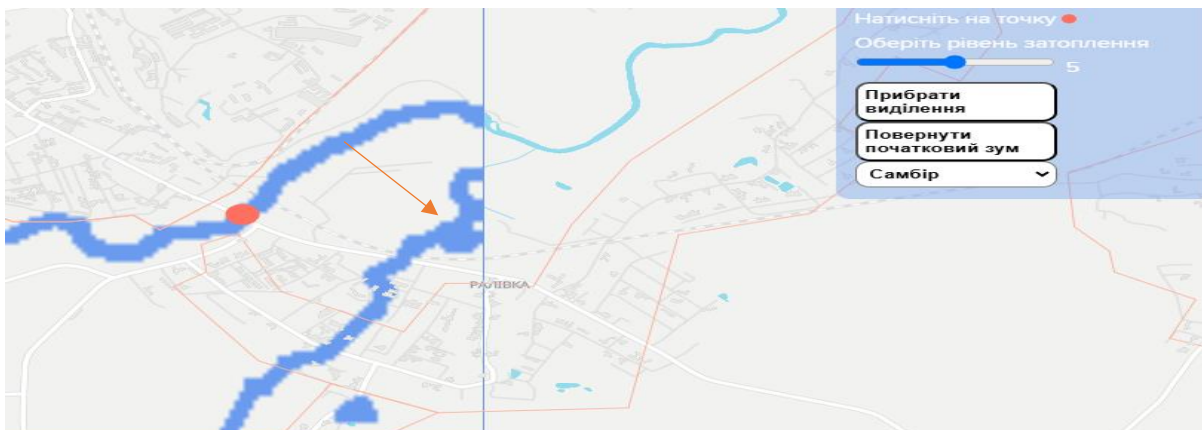 Натисніть на точку
Оберіть рівень затоплення
5
Прибрати
виділення
Повернути
початковий зум
Самбір